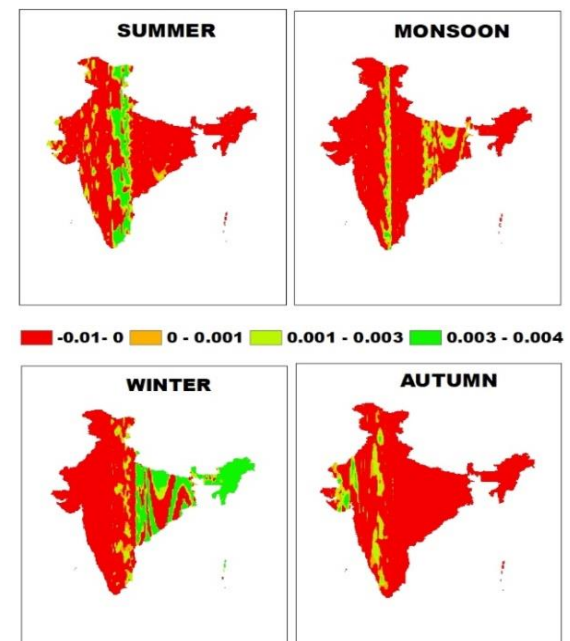 SUMMER
MONSOON
-0.01- 0 0 - 0.001 0.001 - 0.003 0.003 - 0.004
WINTER
AUTUMN